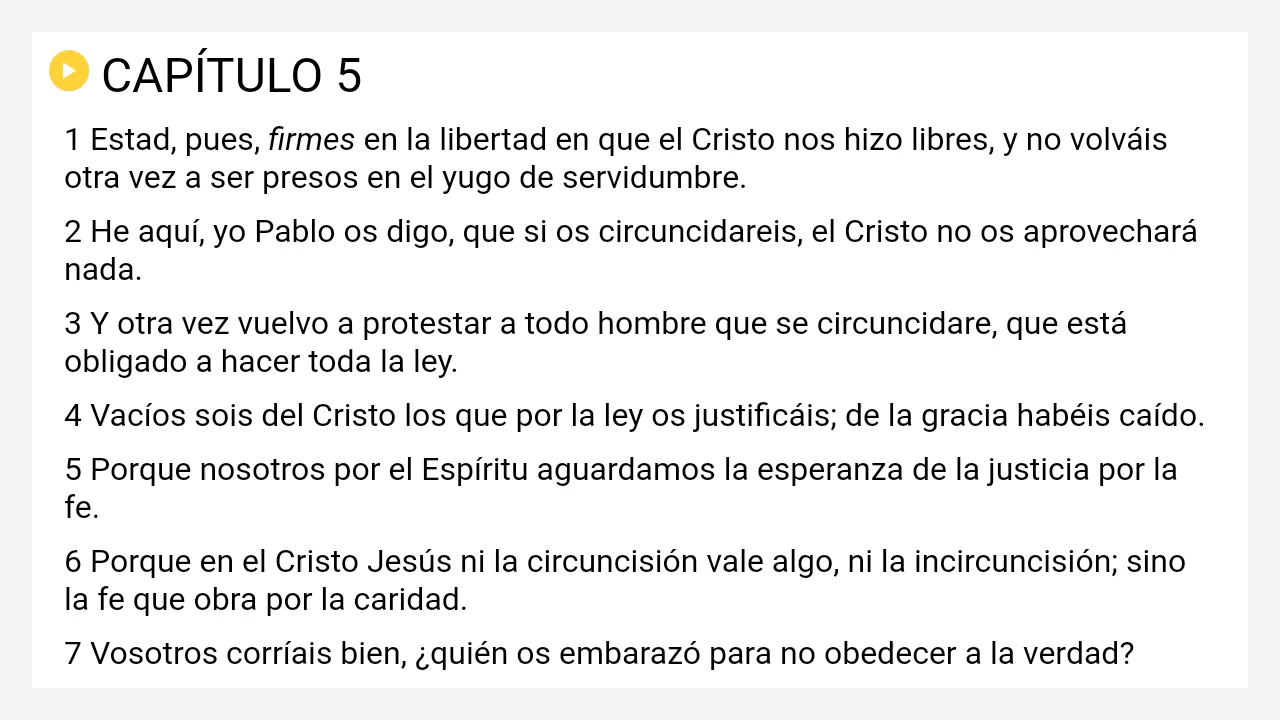 CAPÍTULO 5
1 Estad, pues, firmes en la libertad en que el Cristo nos hizo libres, y no volváis
otra vez a ser presos en el yugo de servidumbre.
2 He aquí, yo Pablo os digo, que si os circuncidareis, el Cristo no os aprovechará
nada.
3 Y otra vez vuelvo a protestar a todo hombre que se circuncidare, que está
obligado a hacer toda la ley.
4 Vacíos sois del Cristo los que por la ley os justificáis; de la gracia habéis caído.
5 Porque nosotros por el Espíritu aguardamos la esperanza de la justicia por la
fe.
6 Porque en el Cristo Jesús ni la circuncisión vale algo, ni la incircuncisión; sino
la fe que obra por la caridad.
7 Vosotros corríais bien, ¿quién os embarazó para no obedecer a la verdad?